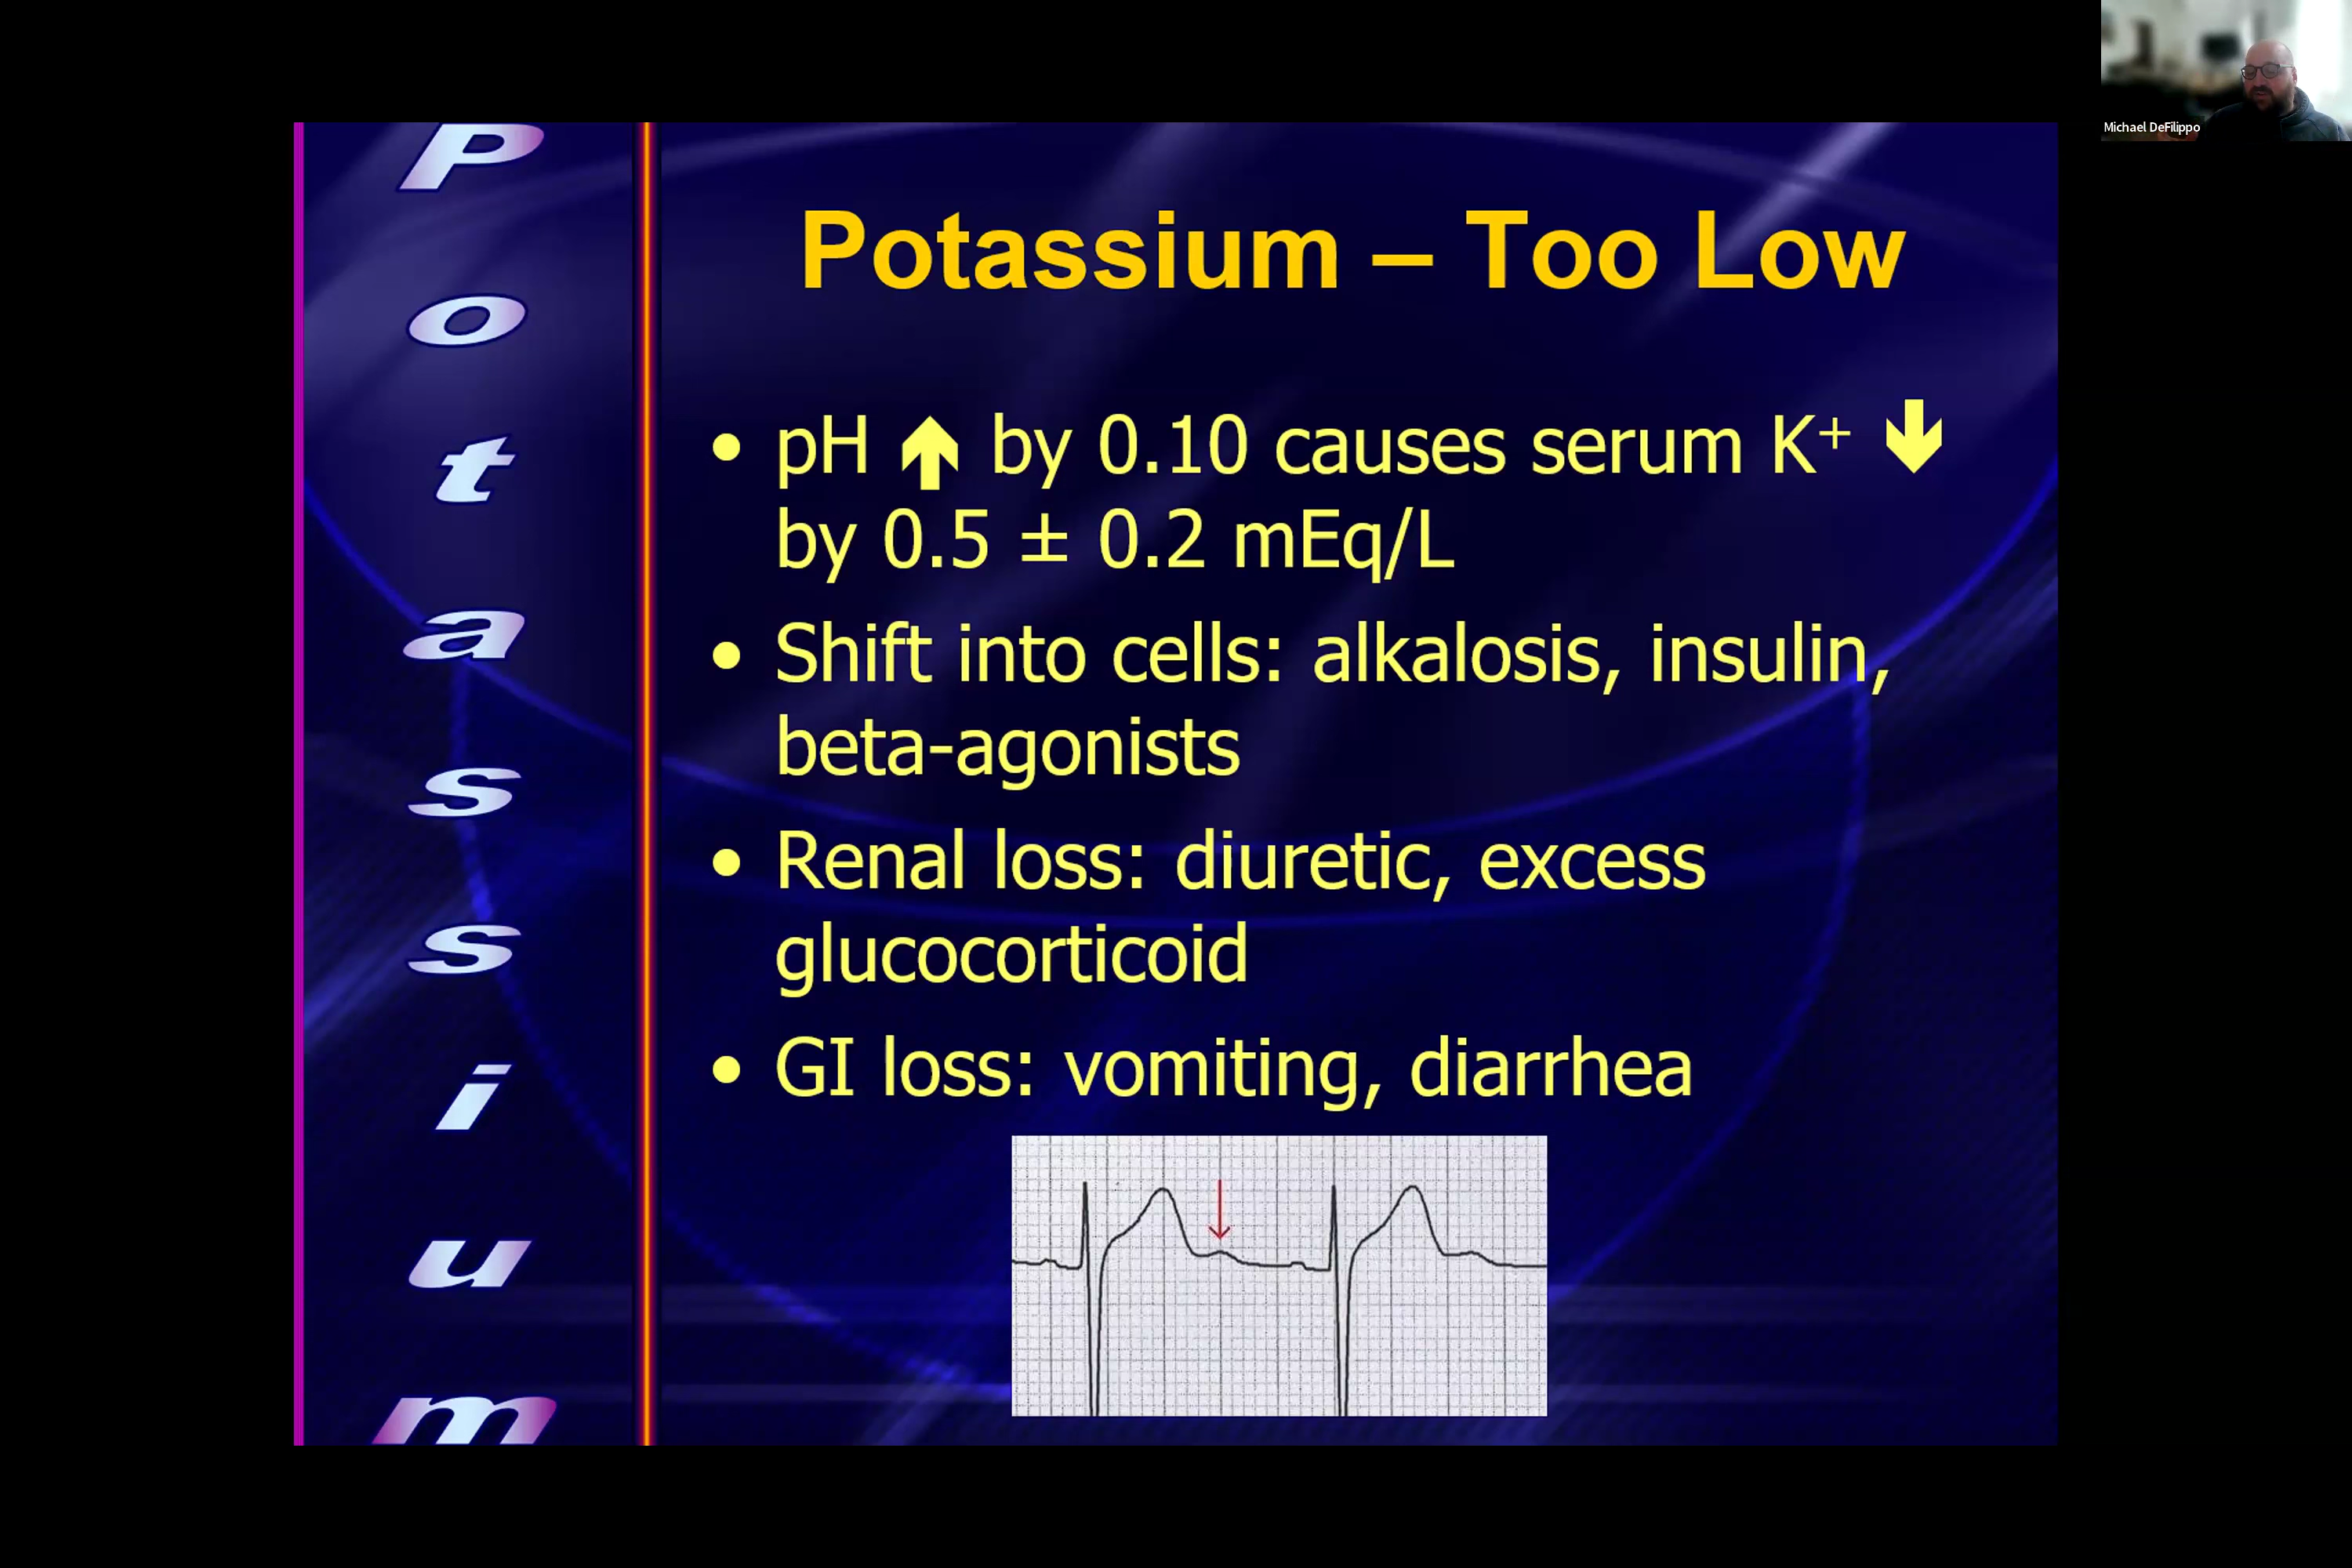 Potassium
Potassium – Too Low
• pH ⬆ by 0.10 causes serum K⁺ ⬇
by 0.5 ± 0.2 mEq/L
• Shift into cells: alkalosis, insulin,
beta-agonists
• Renal loss: diuretic, excess
glucocorticoid
• GI loss: vomiting, diarrhea
Michael DeFilippo